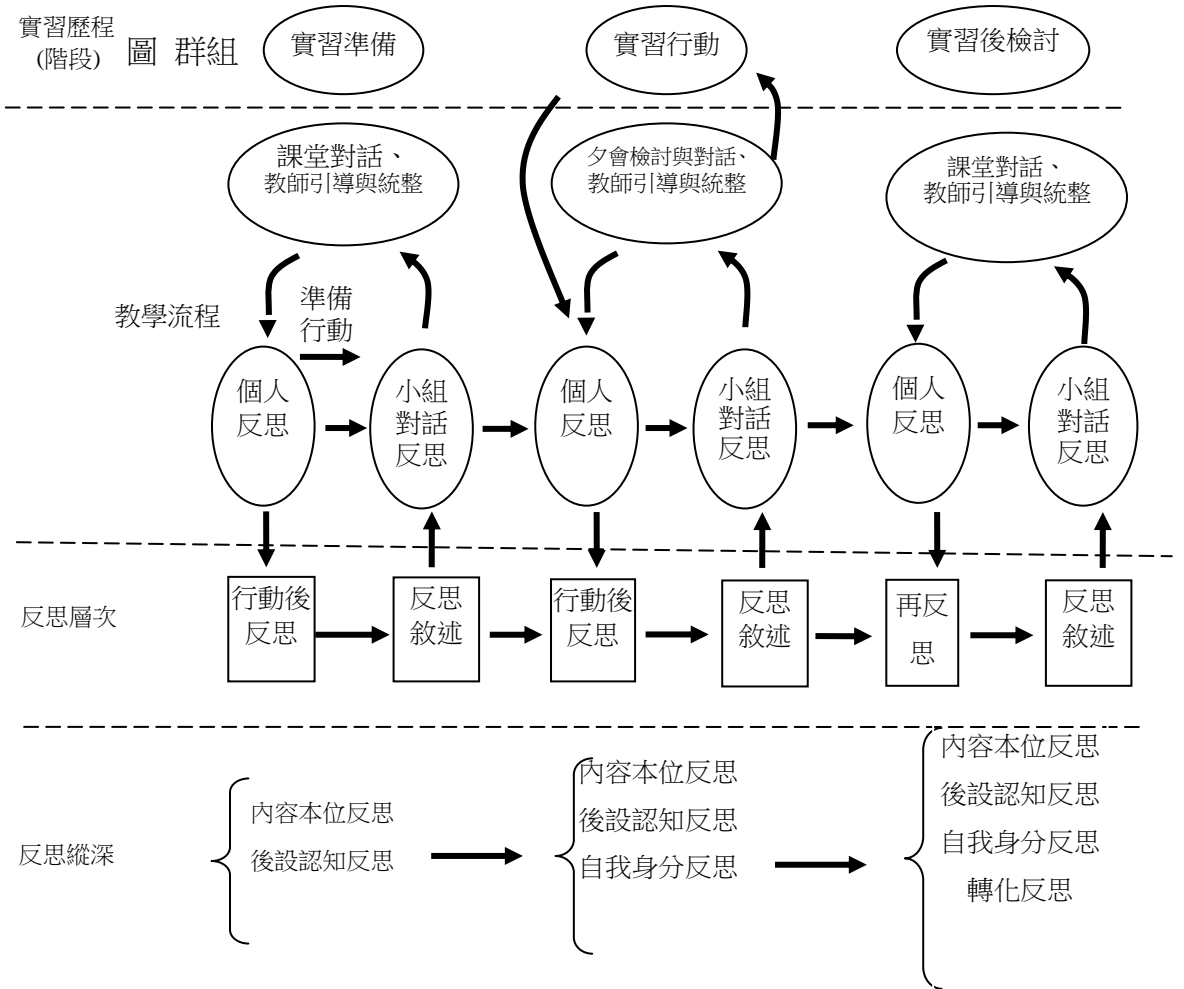 實習歷程
(階段)
圖 群組
實習準備
實習行動
實習後檢討
課堂對話、
教師引導與統整
夕會檢討與對話、
教師引導與統整
課堂對話、
教師引導與統整
教學流程
準備
行動
個人
反思
小組
對話
反思
個人
反思
小組
對話
反思
個人
反思
小組
對話
反思
反思層次
行動後
反思
反思
敘述
行動後
反思
反思
敘述
再反
思
反思
敘述
反思縱深
內容本位反思
後設認知反思
內容本位反思
後設認知反思
自我身分反思
內容本位反思
後設認知反思
自我身分反思
轉化反思